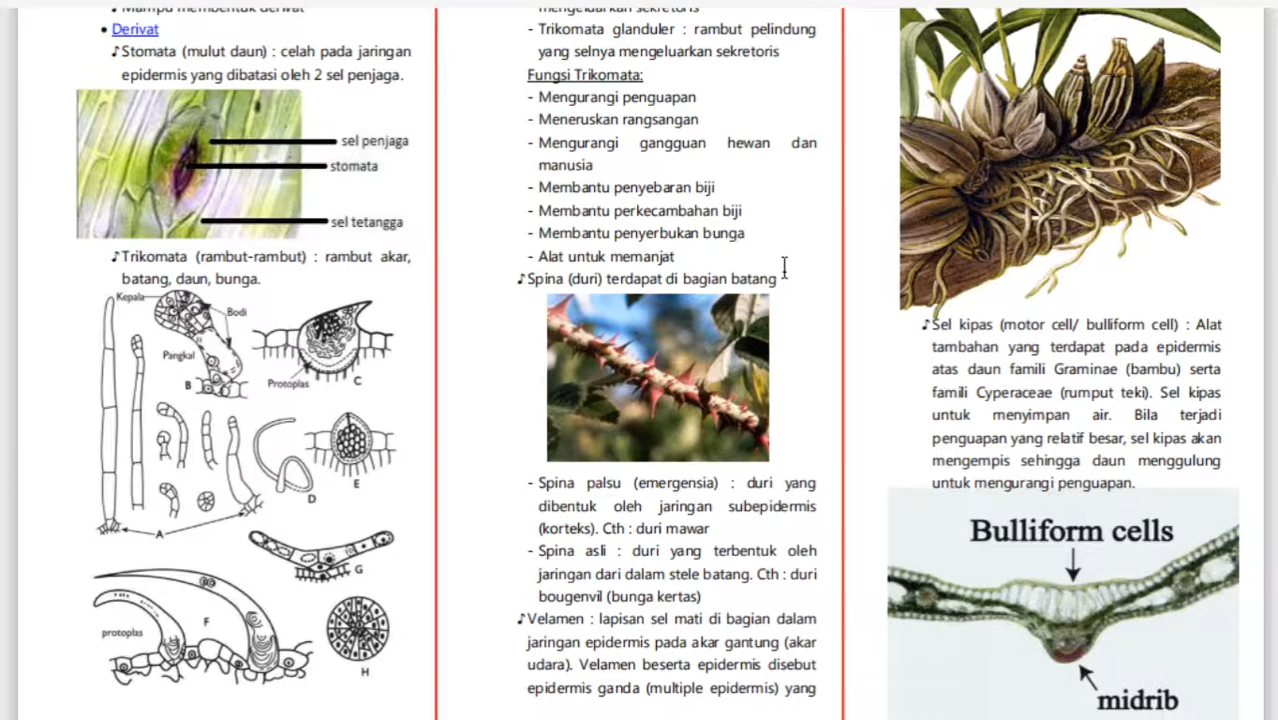 • Derivat
♪Stomata (mulut daun) : celah pada jaringan
epidermis yang dibatasi oleh 2 sel penjaga.
sel penjaga
stomata
sel tetangga
♪Trikomata (rambut-rambut) : rambut akar,
batang, daun, bunga.
Kepala
Bodi
Pangkal
Protoplas
B
C
D
E
A
G
F
protoplas
H
- Trikomata glanduler : rambut pelindung
yang selnya mengeluarkan sekretoris
Fungsi Trikomata:
- Mengurangi penguapan
- Meneruskan rangsangan
- Mengurangi gangguan hewan dan
manusia
- Membantu penyebaran biji
- Membantu perkecambahan biji
- Membantu penyerbukan bunga
- Alat untuk memanjat
♪Spina (duri) terdapat di bagian batang
- Spina palsu (emergensia) : duri yang
dibentuk oleh jaringan subepidermis
(korteks). Cth : duri mawar
- Spina asli : duri yang terbentuk oleh
jaringan dari dalam stele batang. Cth : duri
bougenvil (bunga kertas)
♪Velamen : lapisan sel mati di bagian dalam
jaringan epidermis pada akar gantung (akar
udara). Velamen beserta epidermis disebut
epidermis ganda (multiple epidermis) yang
♪Sel kipas (motor cell/ bulliform cell) : Alat
tambahan yang terdapat pada epidermis
atas daun famili Graminae (bambu) serta
famili Cyperaceae (rumput teki). Sel kipas
untuk menyimpan air. Bila terjadi
penguapan yang relatif besar, sel kipas akan
mengempis sehingga daun menggulung
untuk mengurangi penguapan.
Bulliform cells
midrib